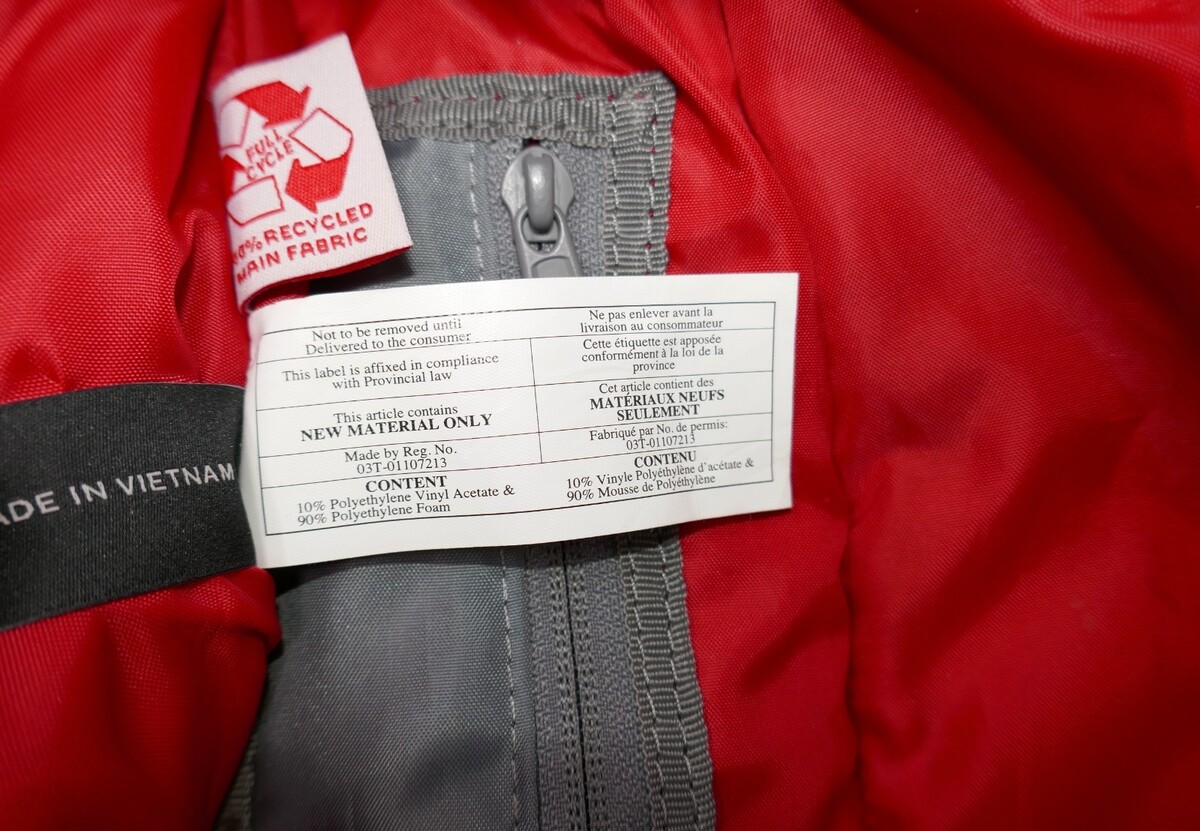 FULL
CYCLE
RECYCLED
MAIN FABRIC
Not to be removed until
Delivered to the consumer
This label is affixed in compliance
with Provincial law
This article contains
NEW MATERIAL ONLY
Made by Reg. No.
03T-01107213
CONTENT
10% Polyethylene Vinyl Acetate &
90% Polyethylene Foam
Ne pas enlever avant la
livraison au consommateur
Cette étiquette est apposée
conformément à la loi de la
province
Cet article contient des
MATÉRIAUX NEUFS
SEULEMENT
Fabriqué par No. de permis:
03T-01107213
CONTENU
10% Vinyle Polyéthylène d'acétate &
90% Mousse de Polyéthylène
ADE IN VIETNAM